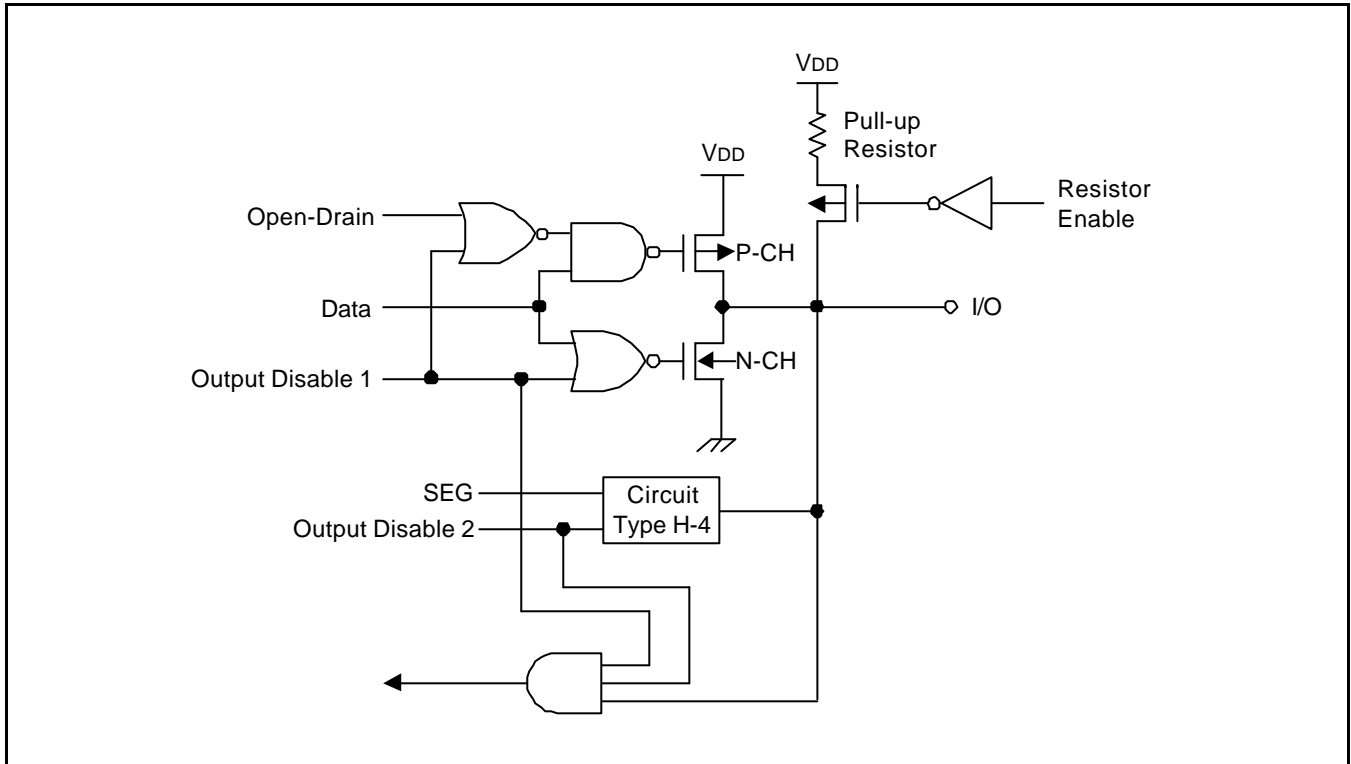 VDD
Pull-up
Resistor
VDD
Resistor
Enable
Open-Drain
P-CH
Data
I/O
N-CH
Output Disable 1
SEG
Circuit
Type H-4
Output Disable 2